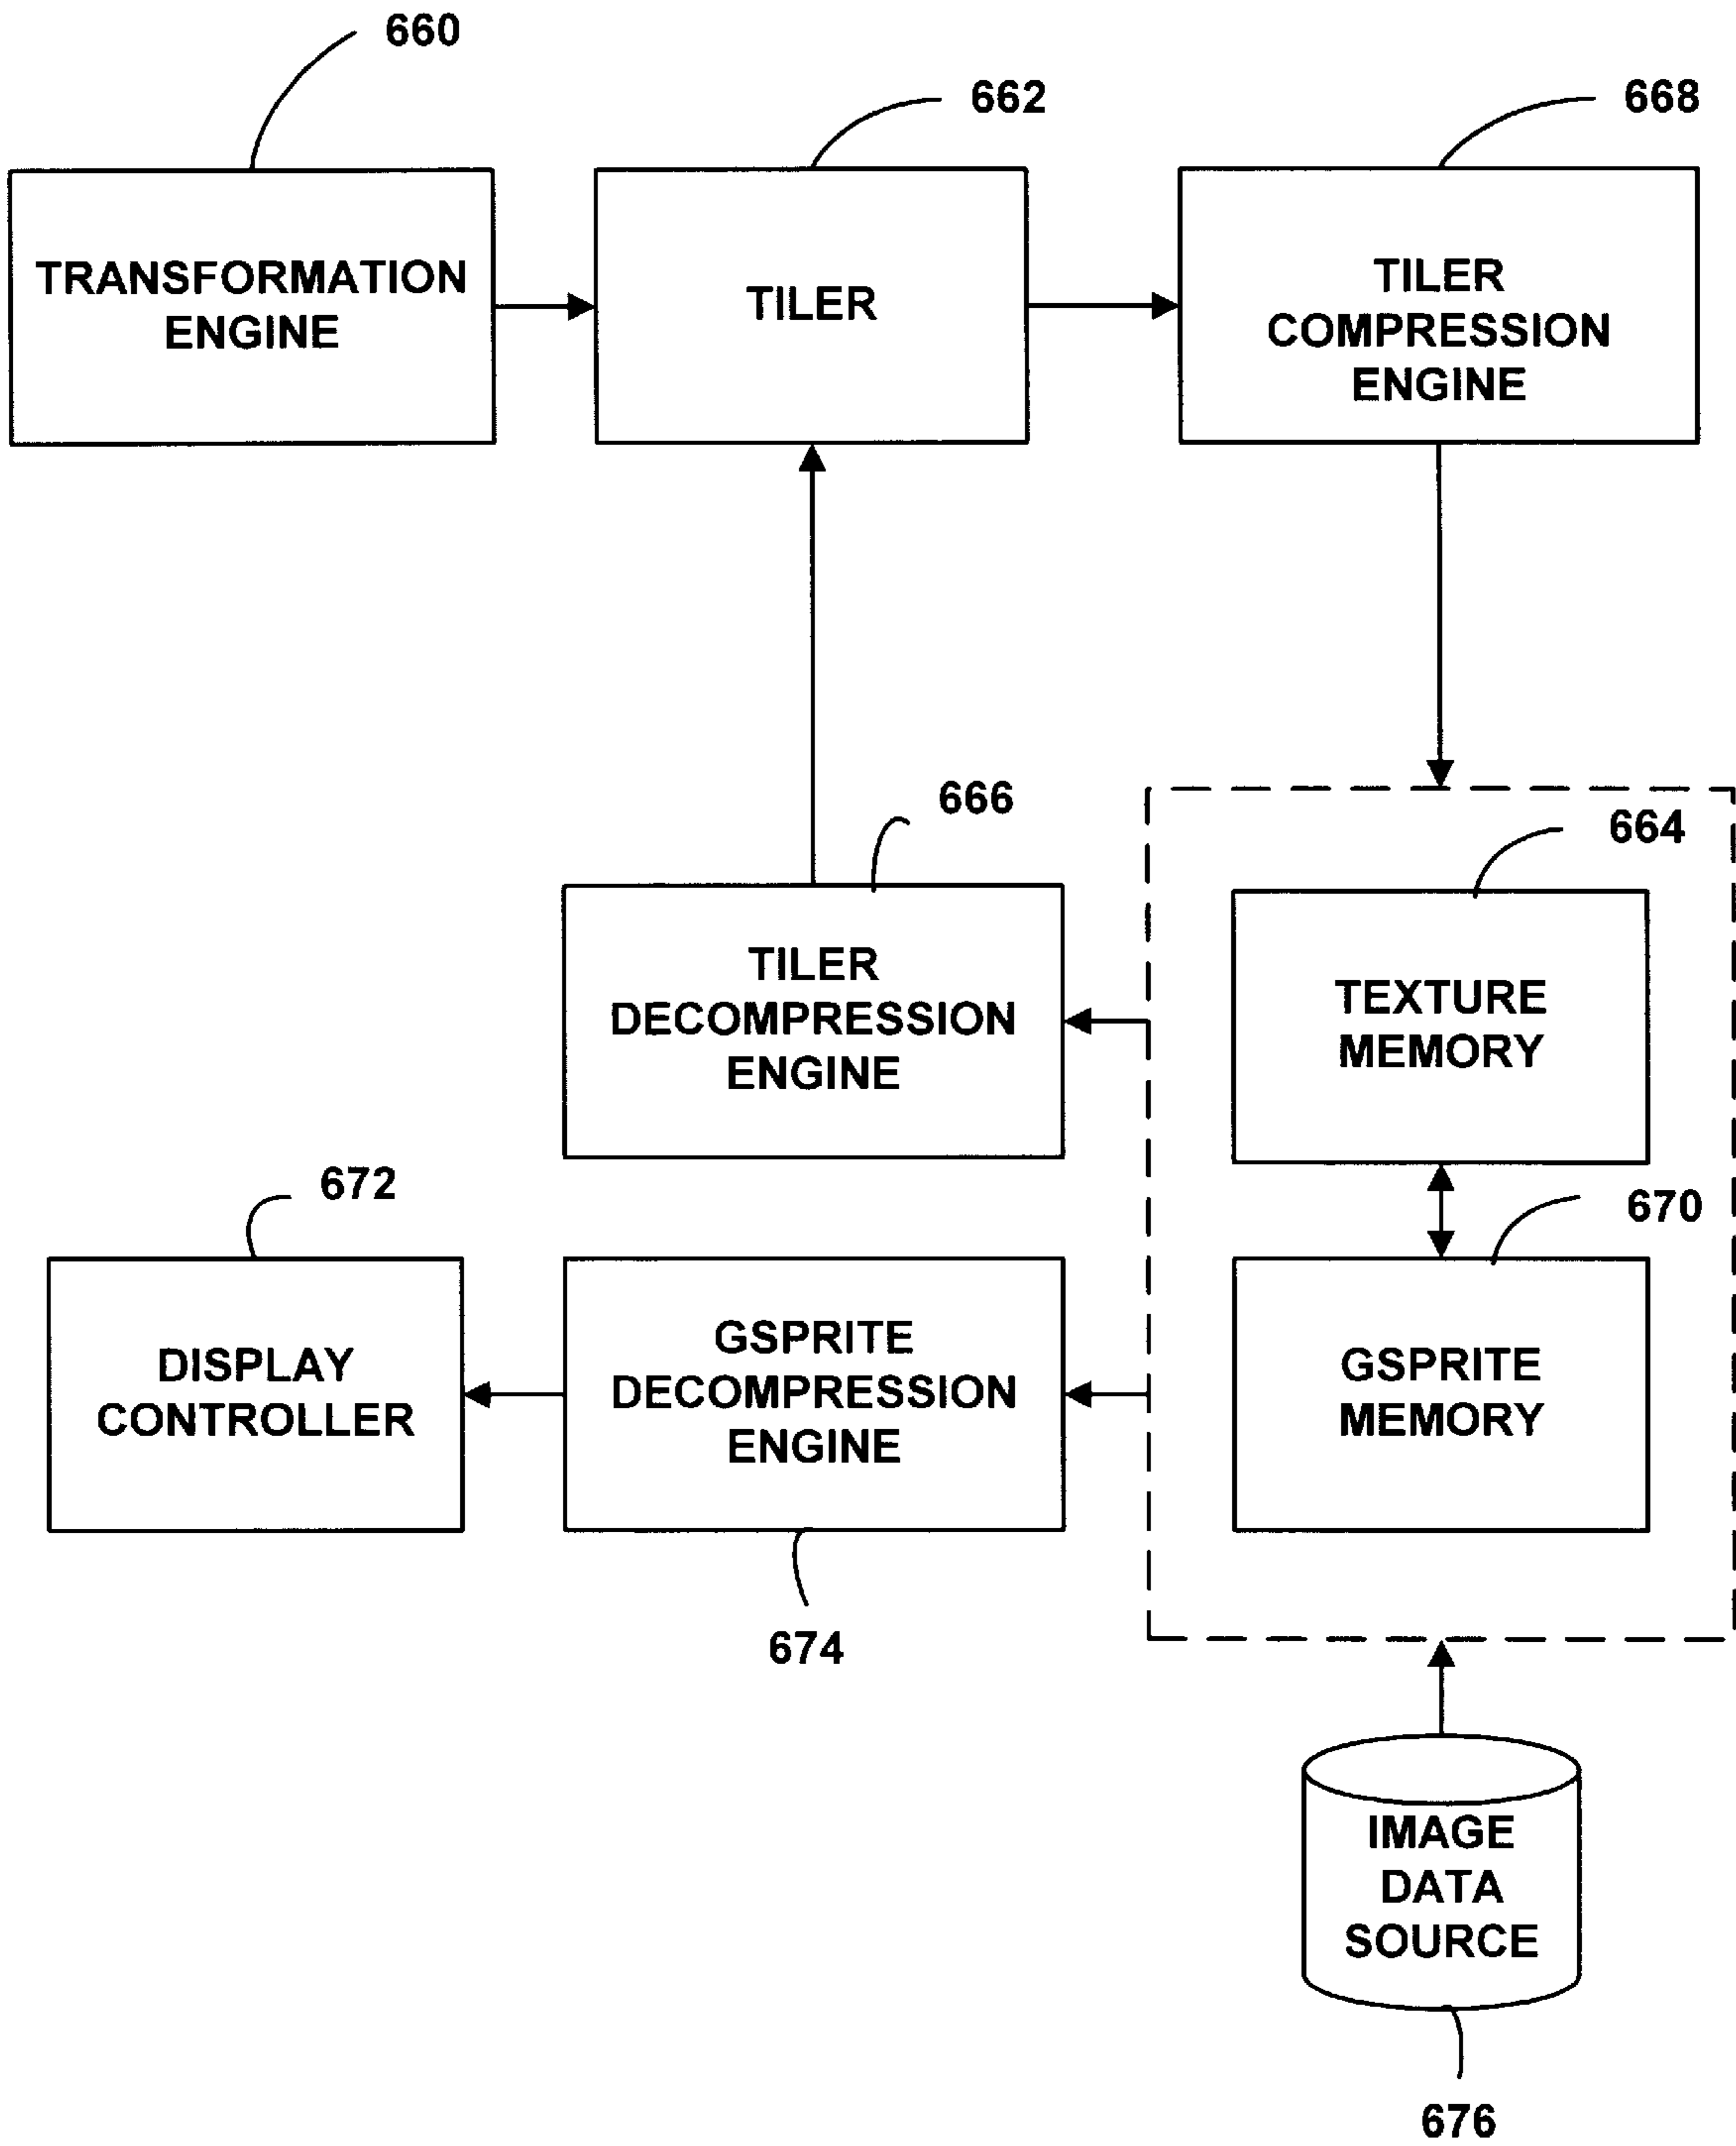 660
662
668
TRANSFORMATION
ENGINE
TILER
TILER
COMPRESSION
ENGINE
666
664
TILER
DECOMPRESSION
ENGINE
TEXTURE
MEMORY
672
670
DISPLAY
CONTROLLER
GSPRITE
DECOMPRESSION
ENGINE
GSPRITE
MEMORY
674
IMAGE
DATA
SOURCE
676